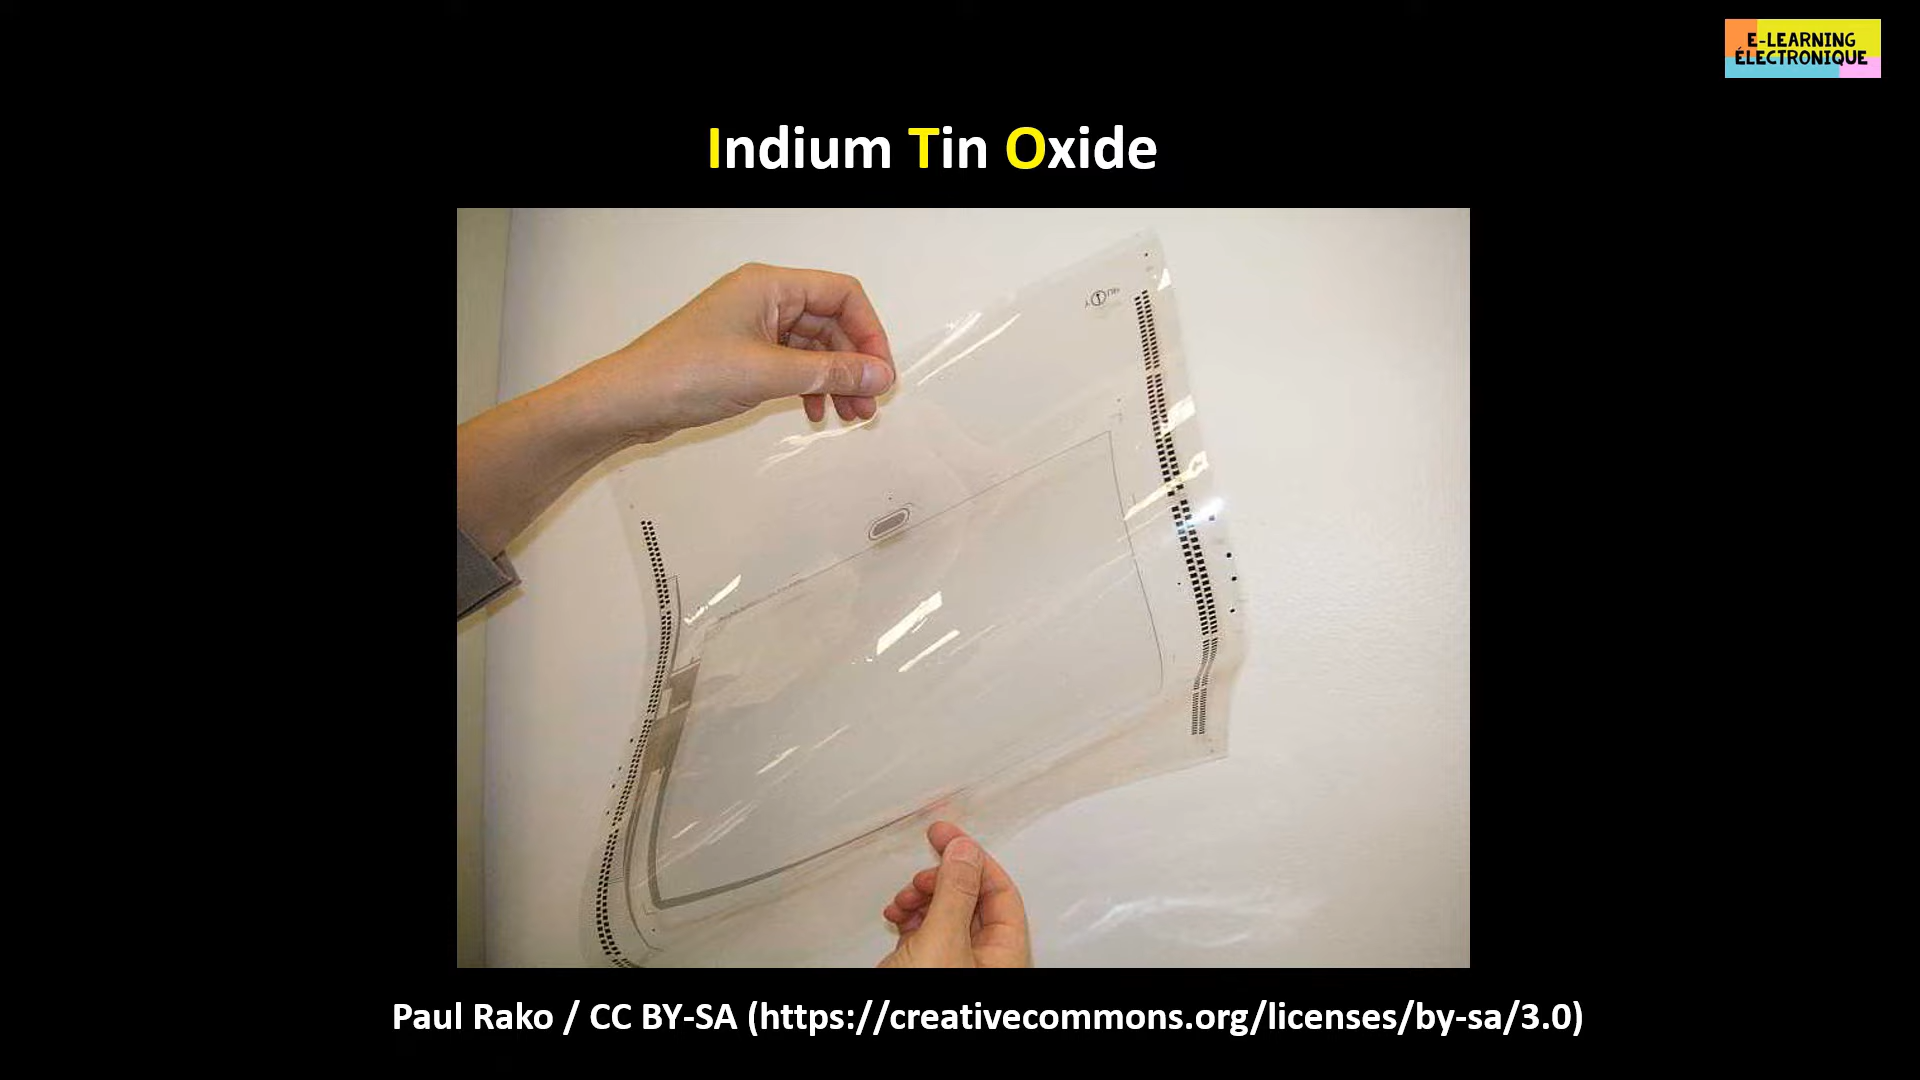 E-LEARNING
ÉLECTRONIQUE
Indium Tin Oxide
Paul Rako / CC BY-SA (https://creativecommons.org/licenses/by-sa/3.0)